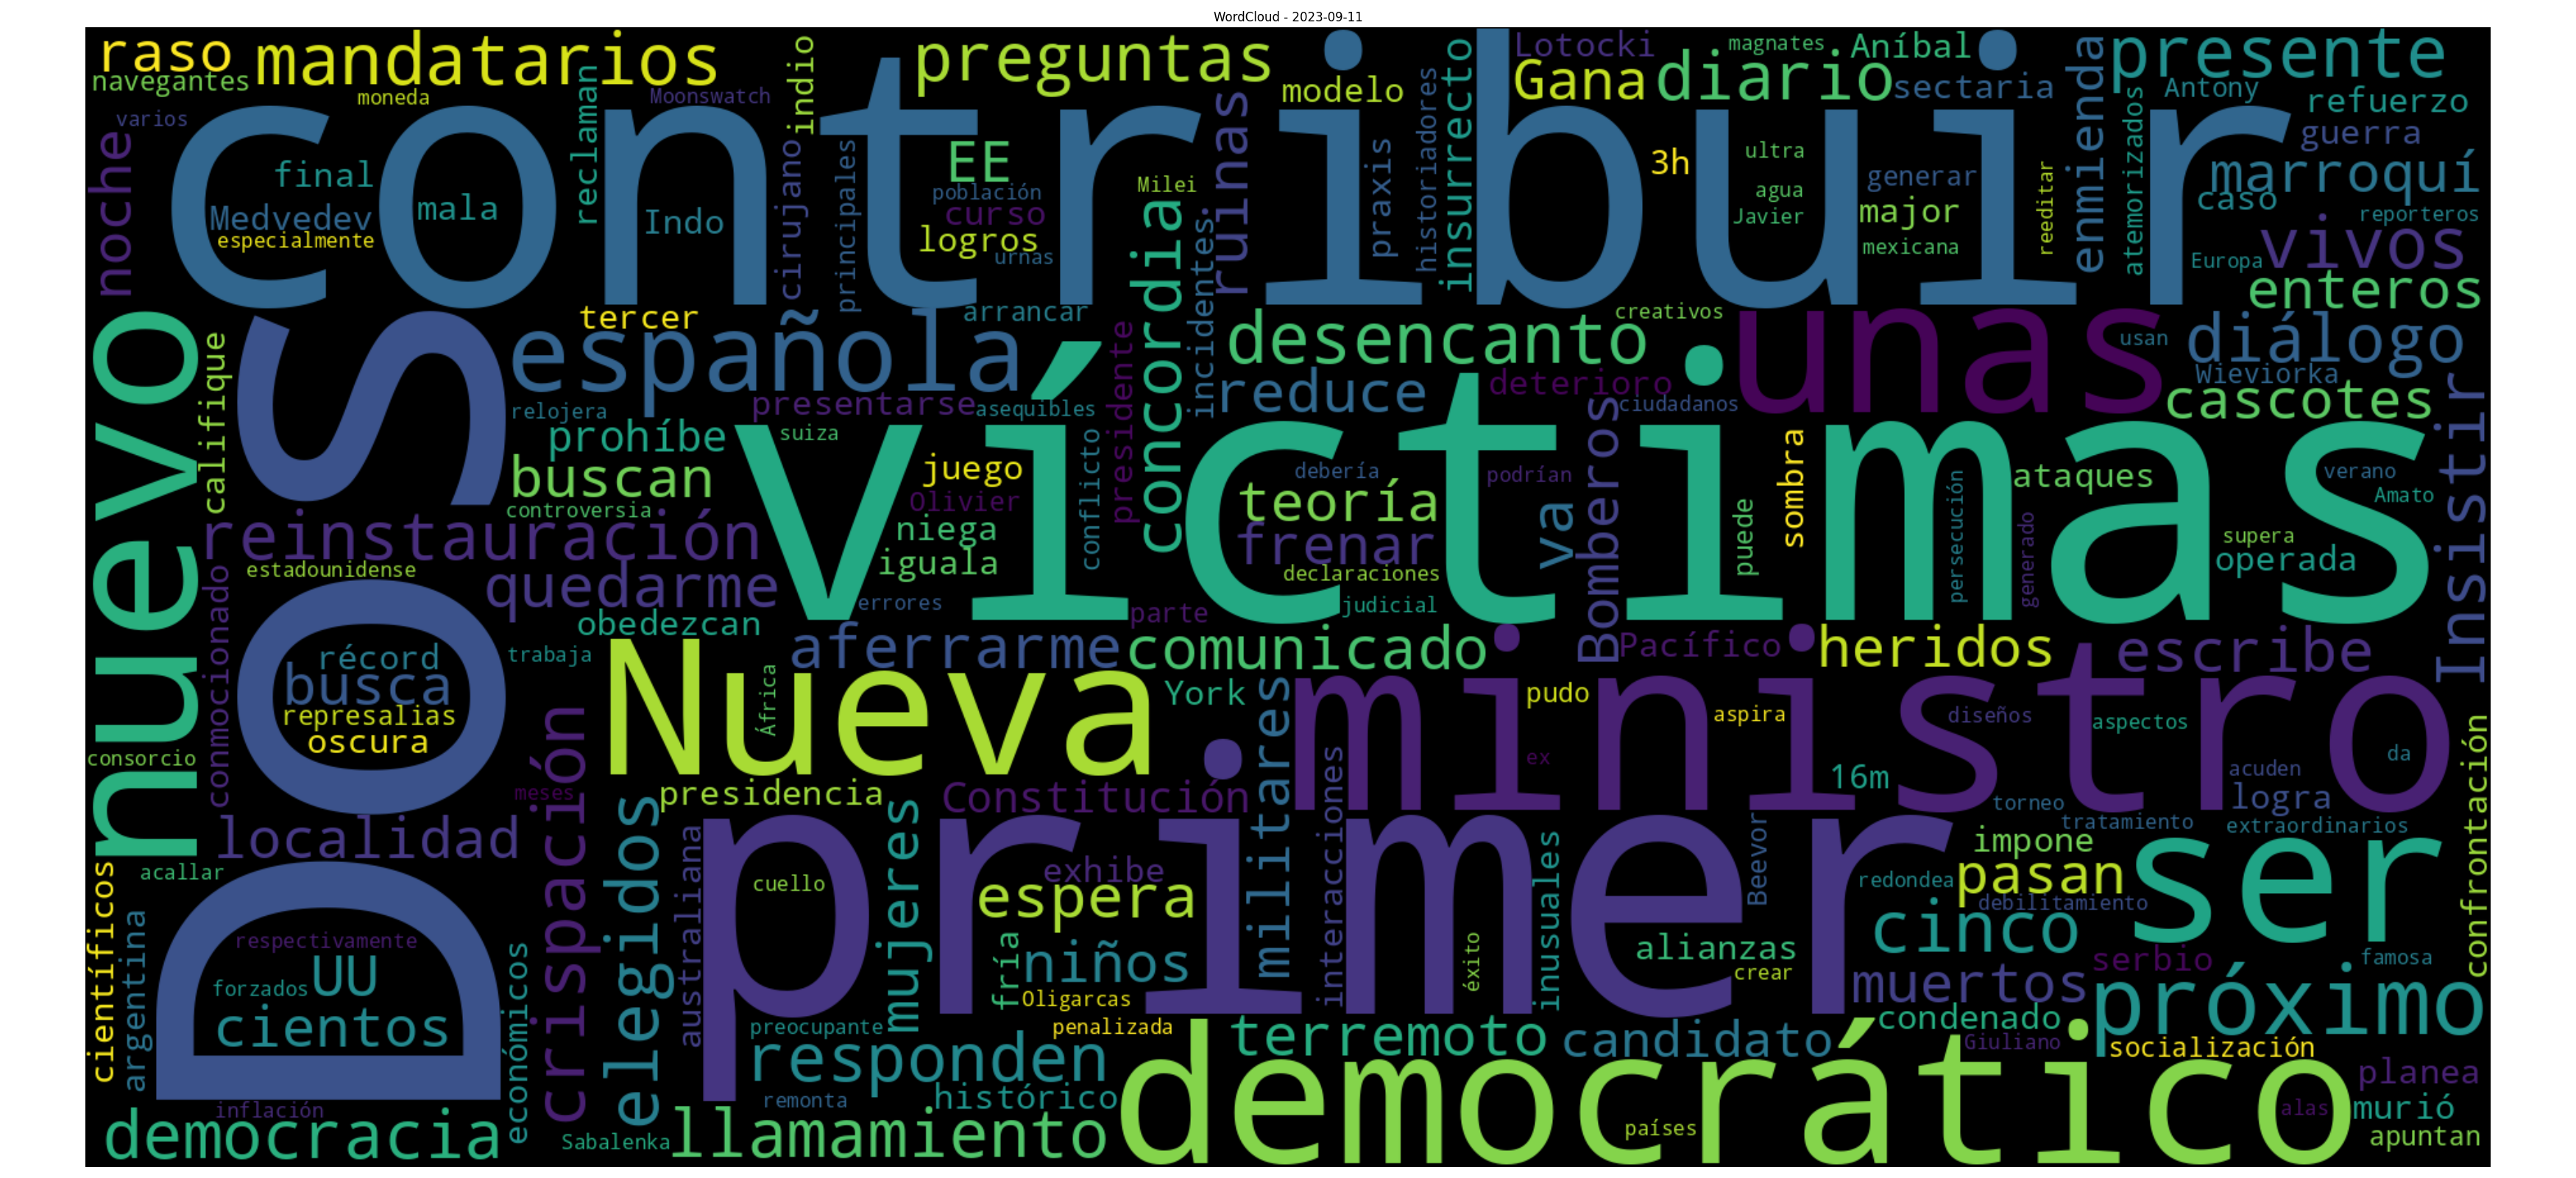 WordCloud - 2023-09-11
raso mandatarios preguntas Lotocki magnates Aníbal presente
navegantes moneda Moonswatch indio modelo Gana diario sectaria enmienda Antony refuerzo
varios reclaman contribuir guerra
noche final cirujano principales EE Milei ruinas praxis historiadores insurrecto 3h ultra generar reeditar atemorizados marroquí
Medvedev mala Indo población agua major caso
especialmente curso Javier mexicana reporteros
logros urnas Europa vivos
enteros
nuevo Dos tercer española arrancar concordia incidentes desencanto creativos unas usan diálogo
califique relojera presentarse asequibles presidente reduce deterioro ciudadanos Wieviorka
prohíbe suiza víctimas cascotes Insistir
buscan juego conflicto debería podrían Bomberos sombra ataques verano
controversia Olivier teoría va puede persecución Amato
reinstauración niega frenar generado supera
conmocionado estadounidense iguala declaraciones operada
quedarme errores judicial
obedezcan parte
récord trabaja aferrarme comunicado Pacífico heridos escribe
busca Nueva África York militares ministro
represalias pudo aspira diseños aspectos
oscura
consorcio crispación ex da confrontación
meses presidencia Constitución interacciones 16m acuden
localidad elegidos mujeres primer torneo logra
australiana inusuales Beevor tratamiento extraordinarios
acallar exhibe impone
científicos cuello espera redondea pasan ser
argentina debilitamiento
respectivamente económicos fría niños éxito alianzas cinco serbio famosa
UU crear
forzados Oligarcas muertos próximo
cientos preocupante penalizada terremoto candidato condenado
responden Giuliano socialización
democrático planea
inflación remonta histórico alas murió
democracia Sabalenka llamamiento países apuntan